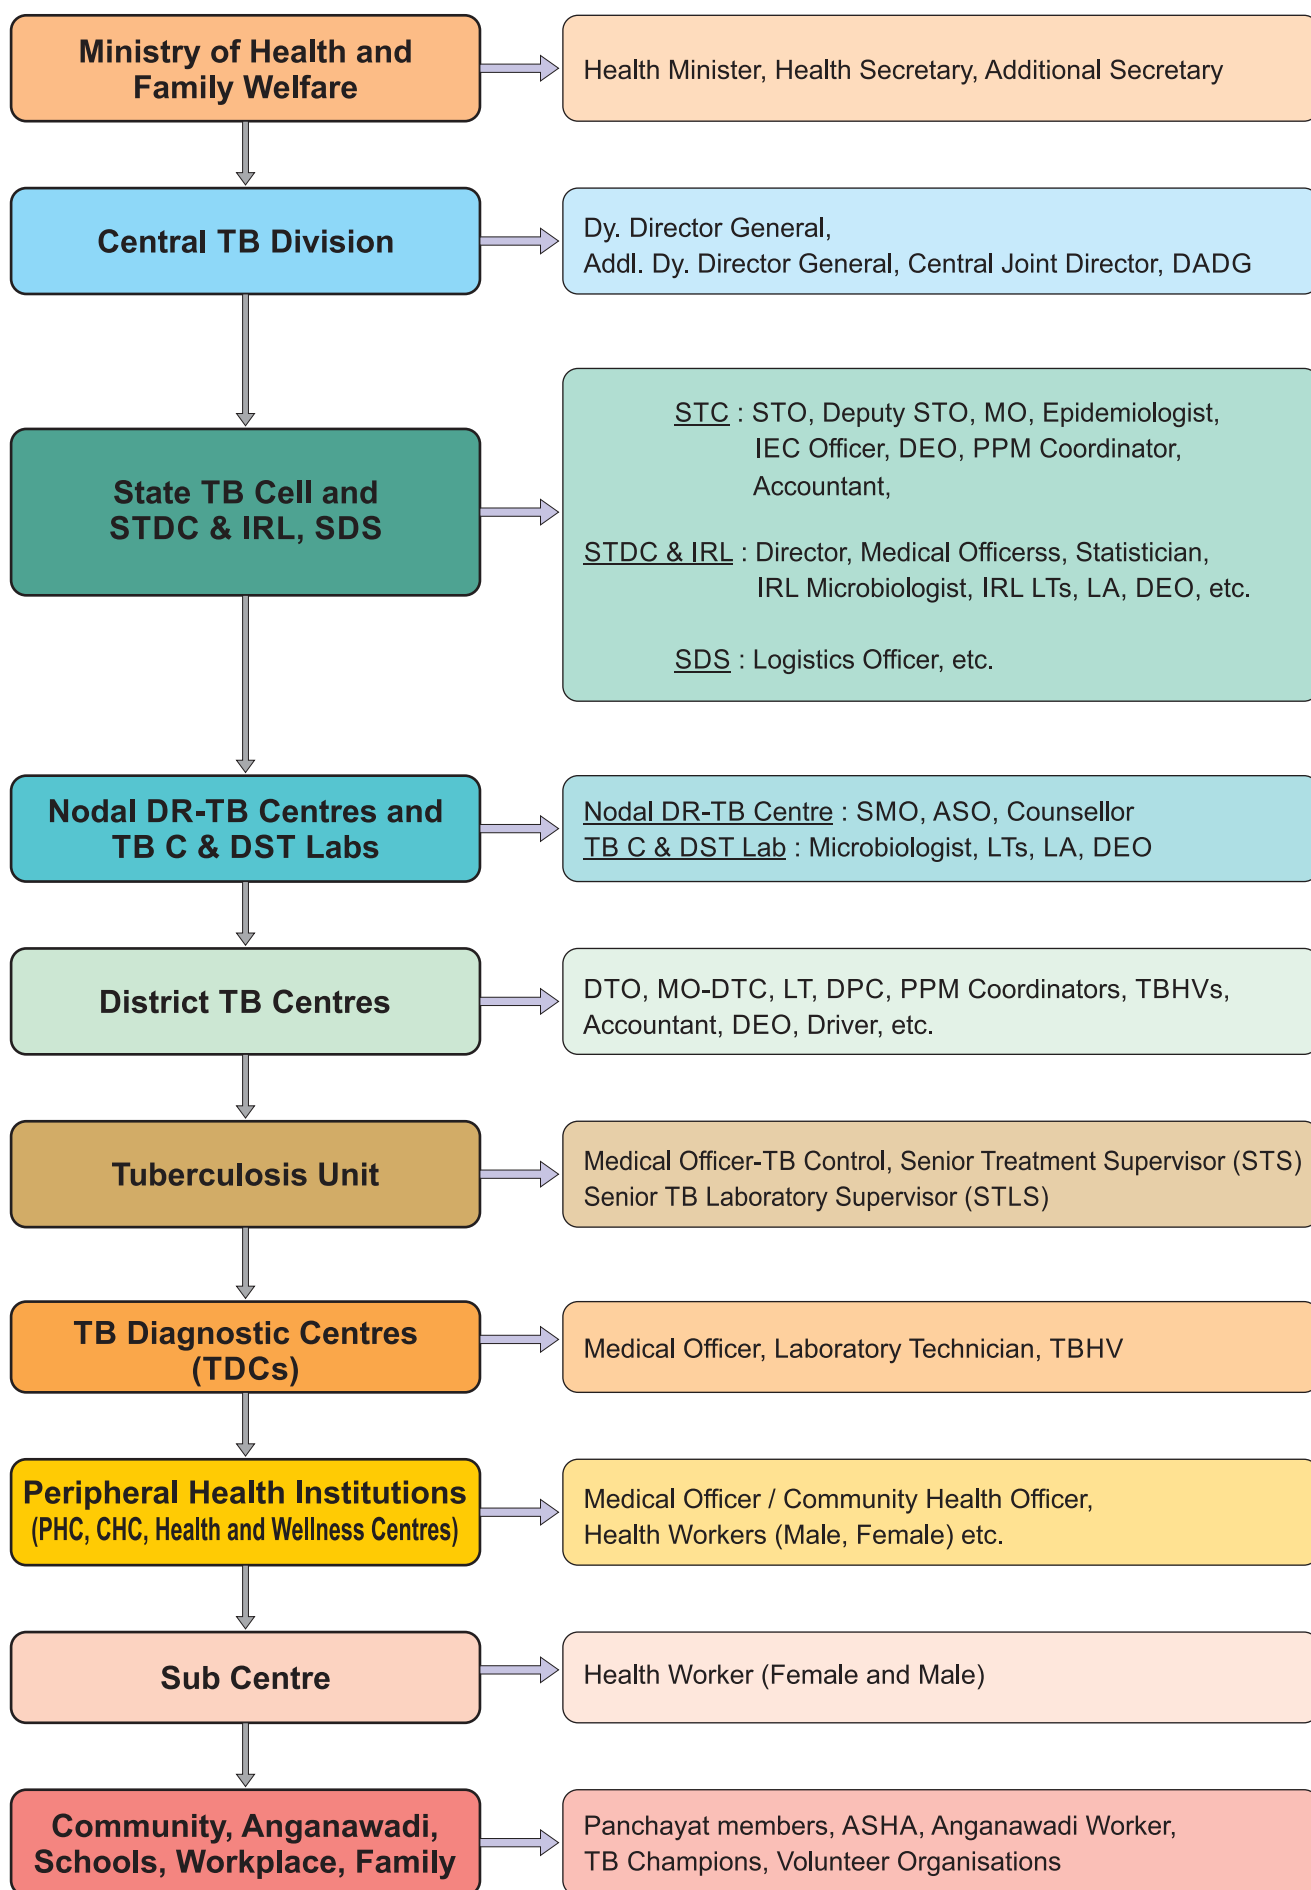 Ministry of Health and
Family Welfare
Health Minister, Health Secretary, Additional Secretary
Central TB Division
Dy. Director General,
Addl. Dy. Director General, Central Joint Director, DADG
State TB Cell and
STDC & IRL, SDS
STC : STO, Deputy STO, MO, Epidemiologist,
IEC Officer, DEO, PPM Coordinator,
Accountant,
STDC & IRL : Director, Medical Officerss, Statistician,
IRL Microbiologist, IRL LTs, LA, DEO, etc.
SDS : Logistics Officer, etc.
Nodal DR-TB Centres and
TB C & DST Labs
Nodal DR-TB Centre : SMO, ASO, Counsellor
TB C & DST Lab : Microbiologist, LTs, LA, DEO
District TB Centres
DTO, MO-DTC, LT, DPC, PPM Coordinators, TBHVs,
Accountant, DEO, Driver, etc.
Tuberculosis Unit
Medical Officer-TB Control, Senior Treatment Supervisor (STS)
Senior TB Laboratory Supervisor (STLS)
TB Diagnostic Centres
(TDCs)
Medical Officer, Laboratory Technician, TBHV
Peripheral Health Institutions
(PHC, CHC, Health and Wellness Centres)
Medical Officer / Community Health Officer,
Health Workers (Male, Female) etc.
Sub Centre
Health Worker (Female and Male)
Community, Anganawadi,
Schools, Workplace, Family
Panchayat members, ASHA, Anganawadi Worker,
TB Champions, Volunteer Organisations